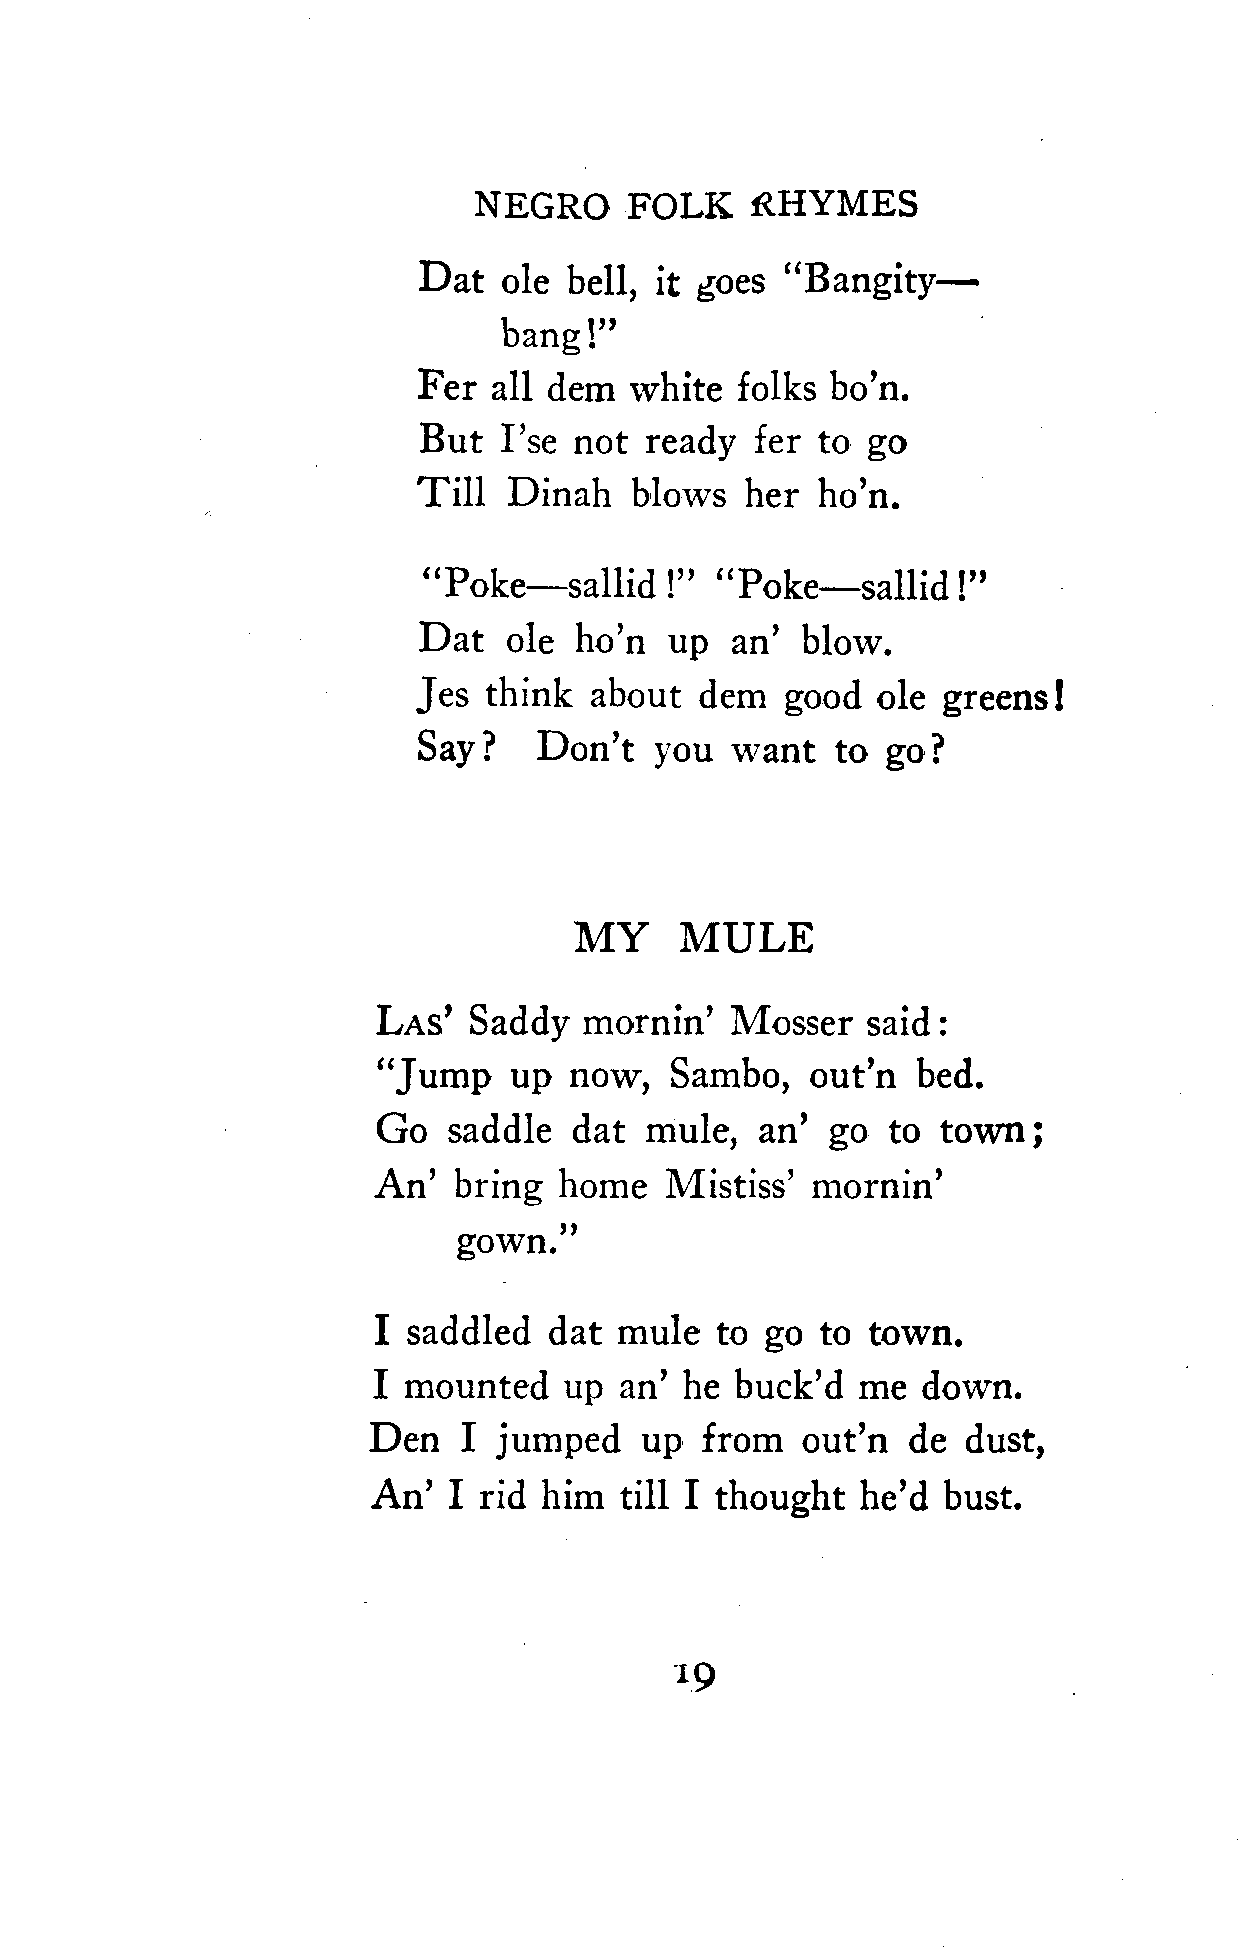 NEGRO FOLK RHYMES
Dat ole bell, it goes "Bangity—
bang!"
Fer all dem white folks bo'n.
But I'se not ready fer to go
Till Dinah blows her ho'n.
"Poke—sallid!" "Poke—sallid!"
Dat ole ho'n up an' blow.
Jes think about dem good ole greens!
Say? Don't you want to go?
MY MULE
LAS' Saddy mornin' Mosser said:
"Jump up now, Sambo, out'n bed.
Go saddle dat mule, an' go to town;
An' bring home Mistiss' mornin'
gown."
I saddled dat mule to go to town.
I mounted up an' he buck'd me down.
Den I jumped up from out'n de dust,
An' I rid him till I thought he'd bust.
19